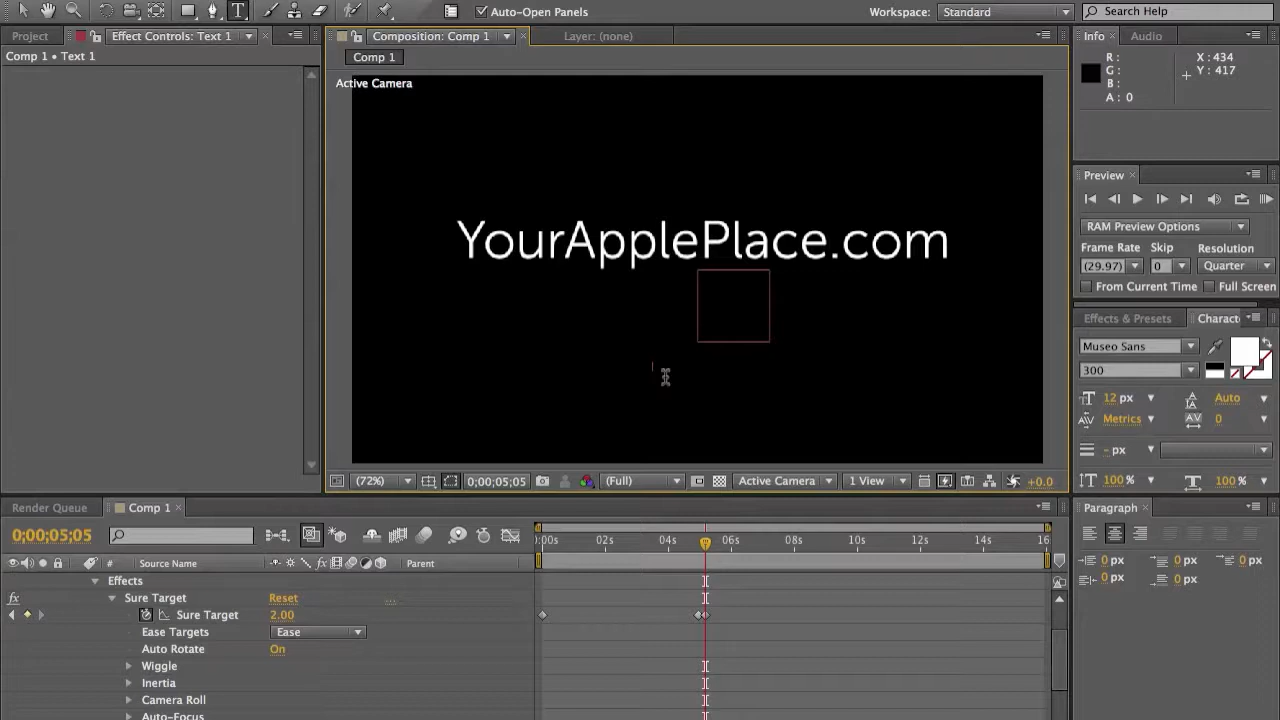 Auto-Open Panels
Workspace: Standard
Search Help
Project
Effect Controls: Text 1
Composition: Comp 1
Layer: (none)
Info
Audio
Comp 1 • Text 1
Comp 1
R:
G:
B:
A: 0
X: 434
Y: 417
Active Camera
YourApplePlace.com
Preview
RAM Preview Options
Frame Rate Skip Resolution
(29.97) 0 Quarter
From Current Time Full Screen
Effects & Presets
Charact
Museo Sans
300
12 px
Auto
Metrics
0
- px
100 %
100 %
(72%)
0;00;05;05
(Full)
Active Camera
1 View
+0.0
Render Queue
Comp 1
Paragraph
0;00;05;05
:00s 02s 04s 06s 08s 10s 12s 14s 16
# Source Name
fx
Parent
0 px 0 px 0 px
0 px 0 px
Effects
fx Sure Target Reset ...
Sure Target 2.00
Ease Targets Ease
Auto Rotate On
Wiggle
Inertia
Camera Roll
Auto-Focus